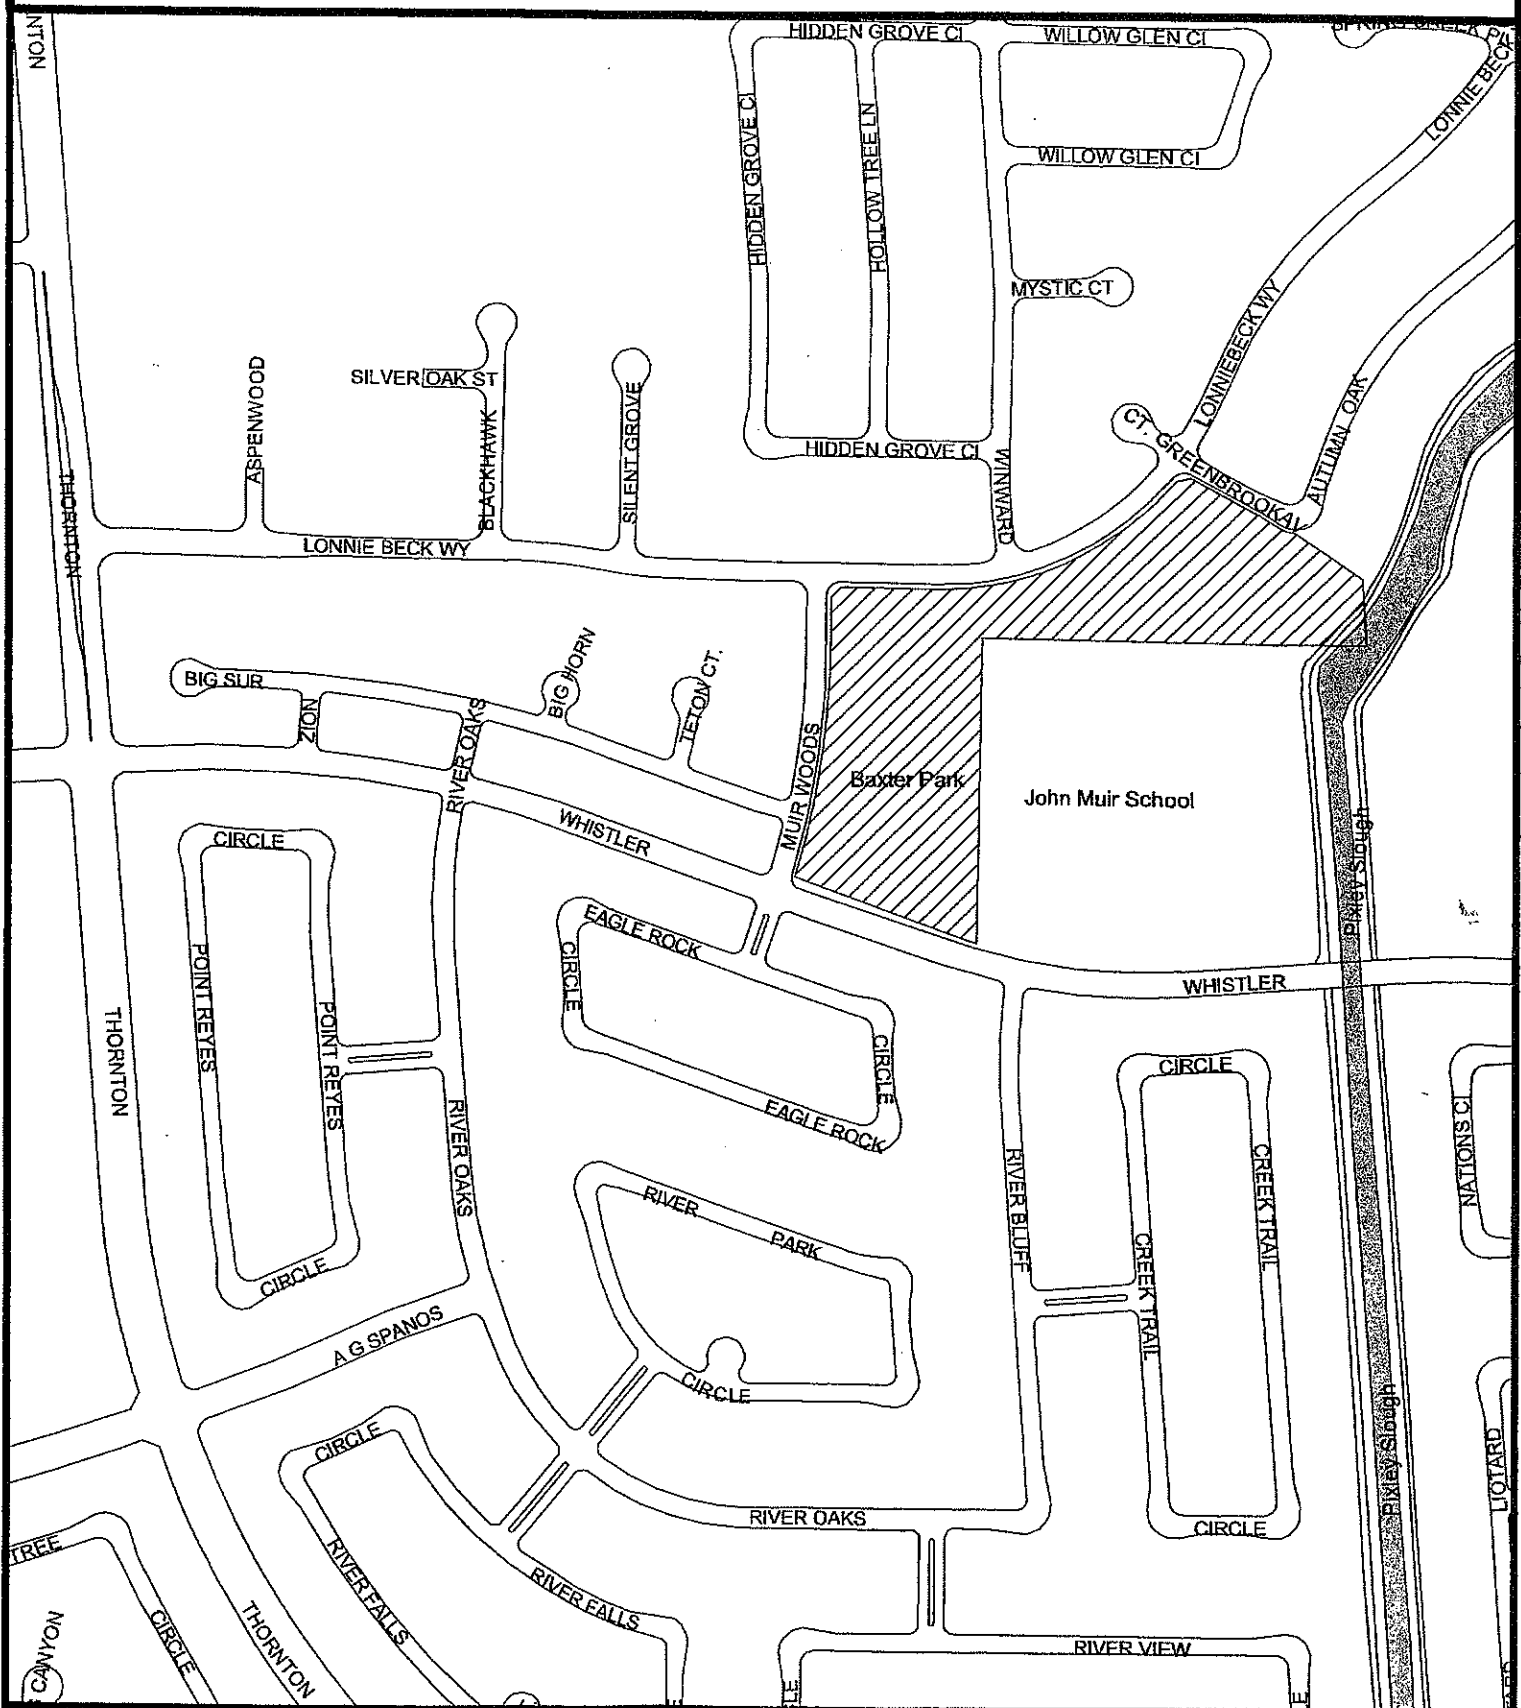 NTON
HIDDEN GROVE CI
WILLOW GLEN CI
LONNIE BECK
HIDDEN GROVE CI
HOLLOW TREE LN
WILLOW GLEN CI
MYSTIC CT
LONNIEBECK WY
AUTUMN OAK
ASPENWOOD
SILVER OAK ST
BLACKHAWK
SILENT GROVE
HIDDEN GROVE CI
WINWARD
CT. GREENBROOKAV
THORNTON
LONNIE BECK WY
BIG SUR
ZION
RIVER OAKS
BIG HORN
TETON CT.
MUIR WOODS
Baxter Park
John Muir School
Pixley Slough
CIRCLE
WHISTLER
EAGLE ROCK
CIRCLE
WHISTLER
POINT REYES
POINT REYES
THORNTON
CIRCLE
EAGLE ROCK
CIRCLE
NATIONS CI
RIVER OAKS
RIVER
PARK
RIVER BLUFF
CREEK TRAIL
CREEK TRAIL
CIRCLE
A G SPANOS
CIRCLE
CIRCLE
RIVER OAKS
CIRCLE
Pixley Slough
LIOTARD
TREE
RIVER FALLS
RIVER FALLS
CANYON
CIRCLE
THORNTON
RIVER VIEW